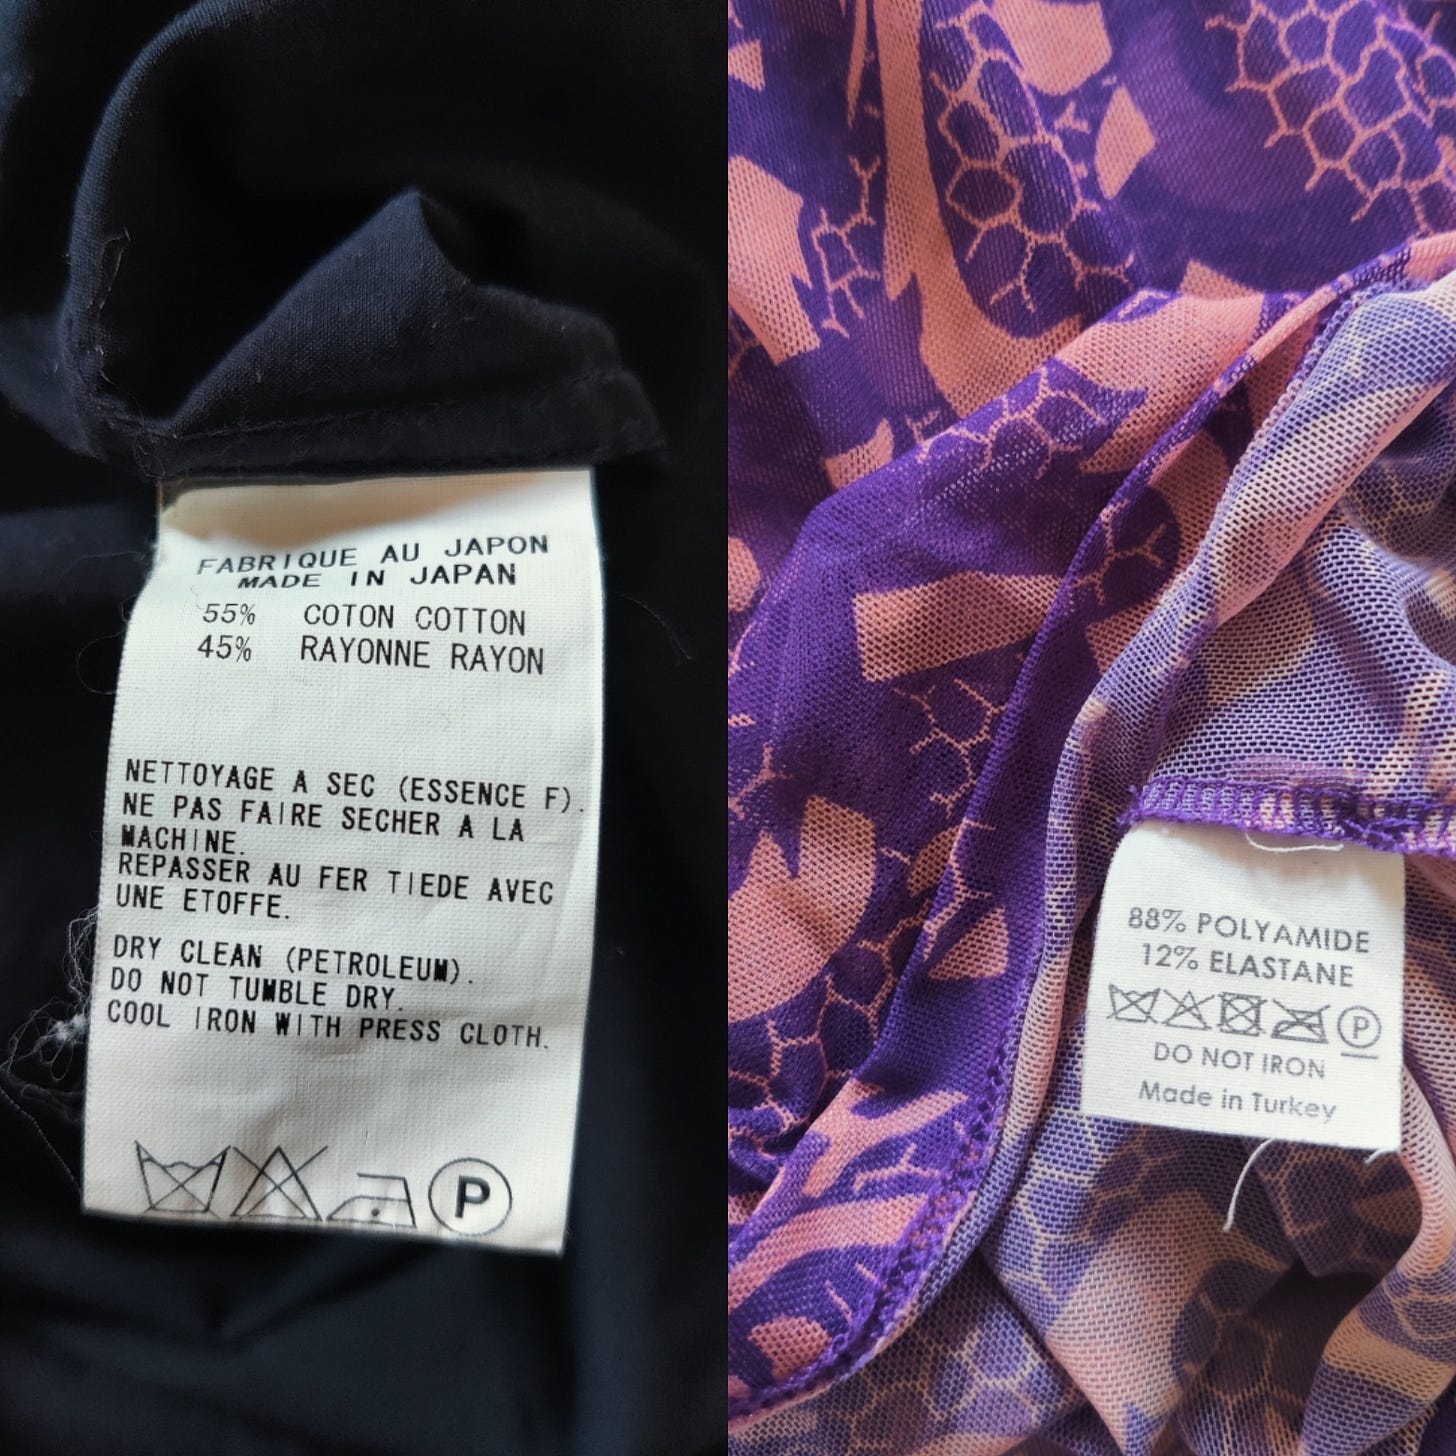 FABRIQUE AU JAPON
MADE IN JAPAN
55% COTON COTTON
45% RAYONNE RAYON
NETTOYAGE A SEC (ESSENCE F).
NE PAS FAIRE SECHER A LA
MACHINE.
REPASSER AU FER TIEDE AVEC
UNE ETOFFE.
DRY CLEAN (PETROLEUM).
DO NOT TUMBLE DRY.
COOL IRON WITH PRESS CLOTH.
P
88% POLYAMIDE
12% ELASTANE
P
DO NOT IRON
Made in Turkey